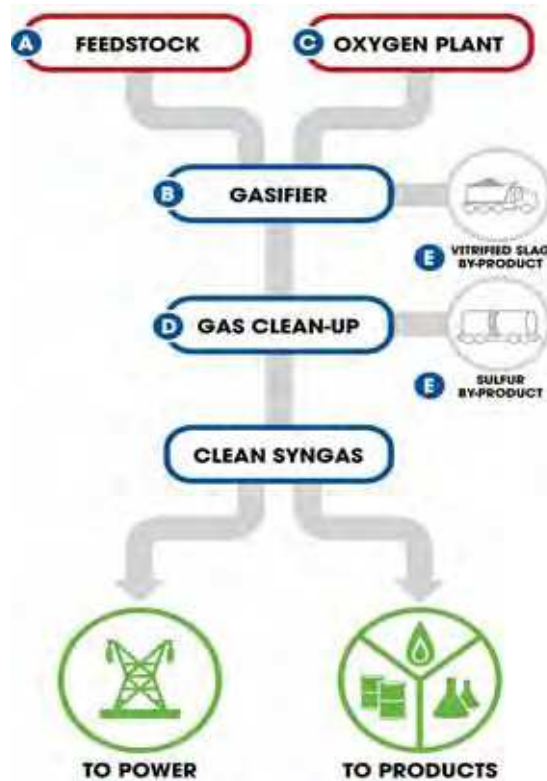 A FEEDSTOCK
C OXYGEN PLANT
B GASIFIER
E VITRIFIED SLAG
BY-PRODUCT
D GAS CLEAN-UP
E SULFUR
BY-PRODUCT
CLEAN SYNGAS
TO POWER
TO PRODUCTS